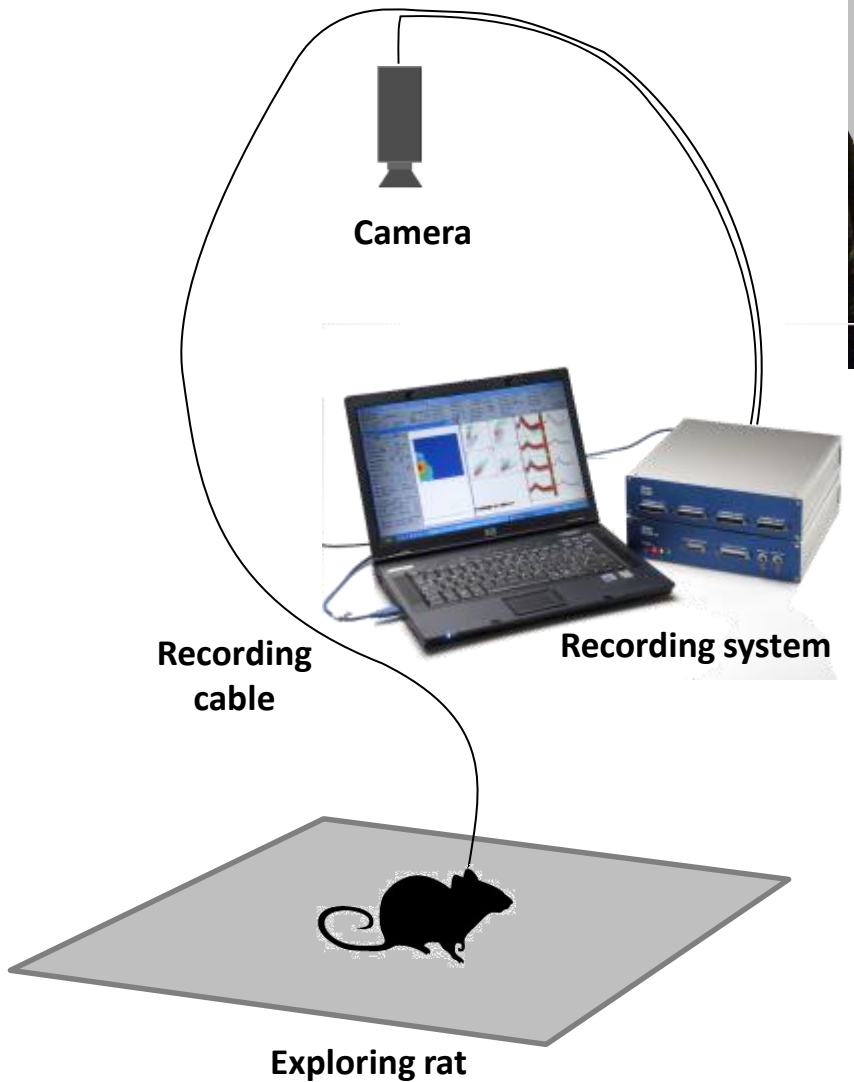 Camera
Recording system
Recording
cable
Exploring rat